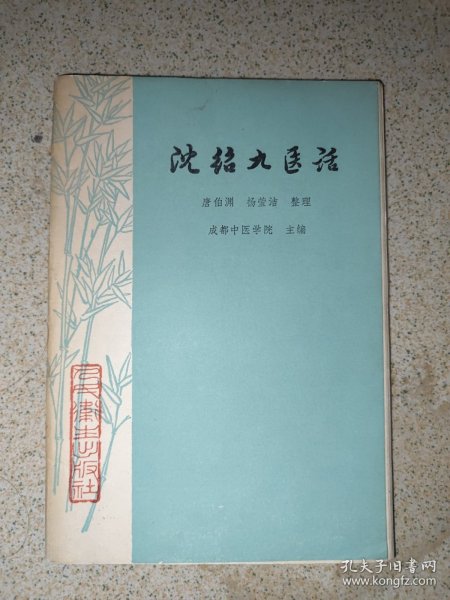 沈绍九医话
唐伯渊 杨莹洁 整理
成都中医学院 主编
人民卫生出版社
孔夫子旧书网
www.kongfz.com